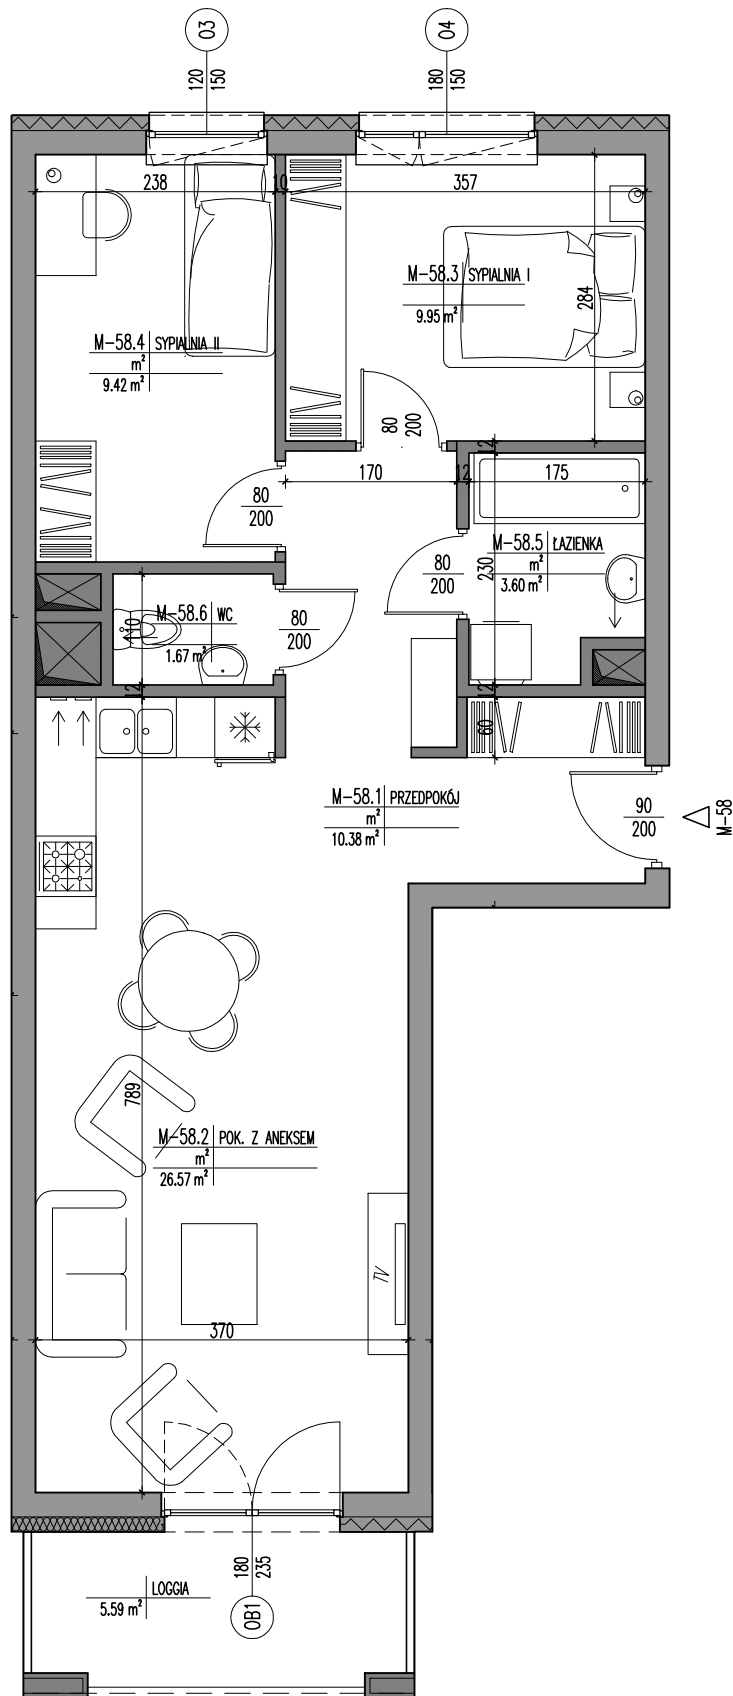 03
04
120
150
180
150
238
10
357
M-58.3 SYPIALNIA I
9.95 m²
284
M-58.4 SYPIALNIA II
m²
9.42 m²
80
200
12
170
12
175
80
200
M-58.5 ŁAZIENKA
m²
3.60 m²
80
200
230
M-58.6 WC
1.67 m²
110
80
200
12
12
60
M-58.1 PRZEDPOKÓJ
m²
10.38 m²
90
200
M-58
789
M-58.2 POK. Z ANEKSEM
m²
26.57 m²
TV
370
180
235
LOGGIA
5.59 m²
0B1